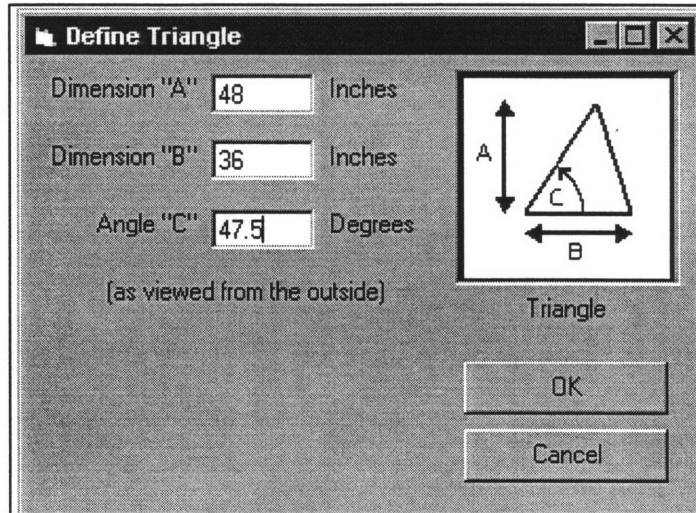 Define Triangle
Dimension "A" 48 Inches
Dimension "B" 36 Inches
Angle "C" 47.5 Degrees
(as viewed from the outside)
A
C
B
Triangle
OK
Cancel